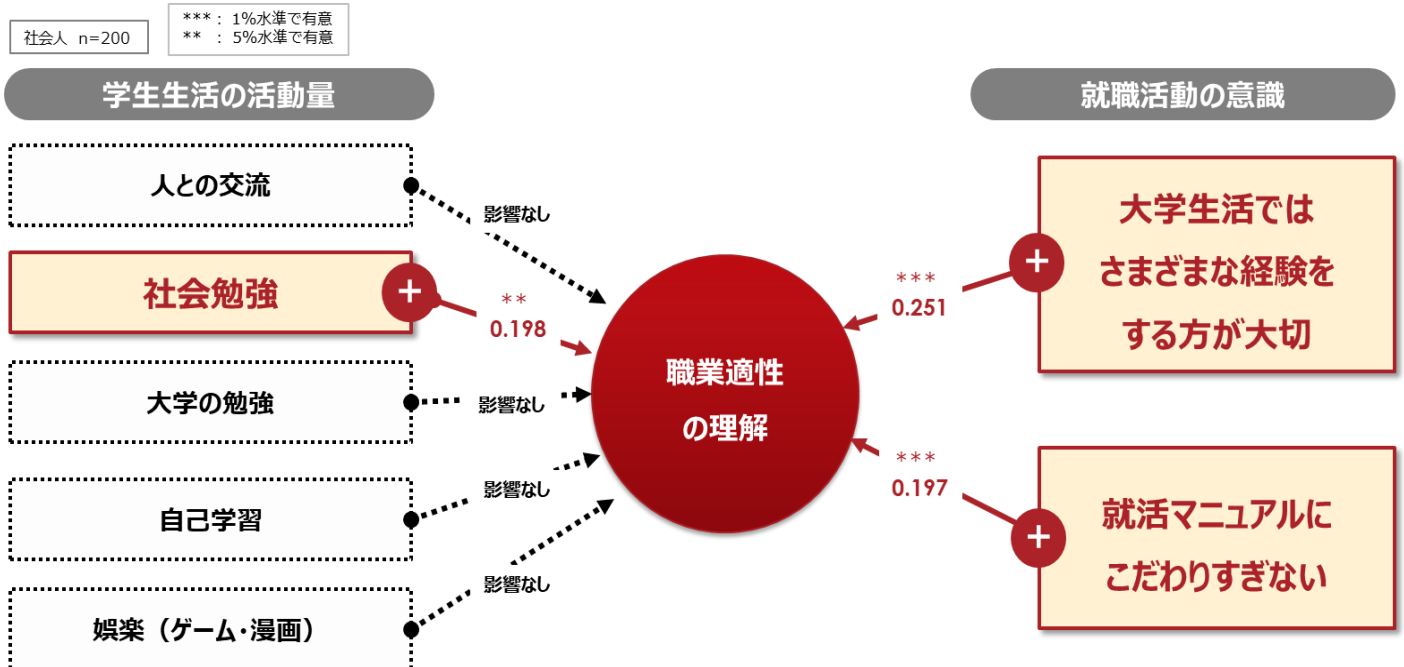 社会人 n=200
*** : 1%水準で有意
** : 5%水準で有意
学生生活の活動量
就職活動の意識
人との交流
影響なし
社会勉強
+
**
0.198
大学の勉強
影響なし
自己学習
影響なし
娯楽（ゲーム・漫画）
影響なし
職業適性
の理解
***
0.251
+
大学生活では
さまざまな経験を
する方が大切
***
0.197
+
就活マニュアルに
こだわりすぎない